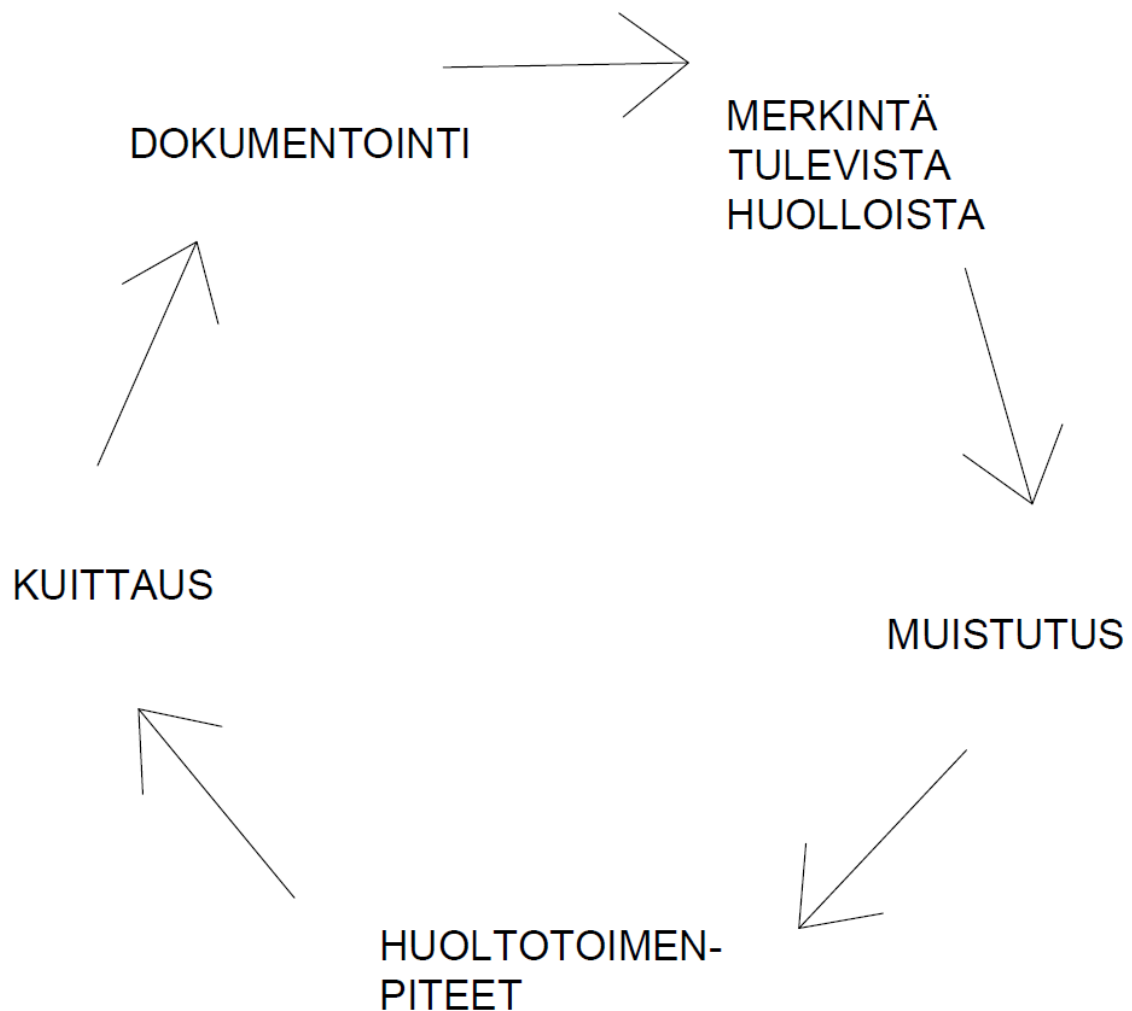 DOKUMENTOINTI
MERKINTÄ
TULEVISTA
HUOLLOISTA
MUISTUTUS
HUOLTOTOIMEN-
PITEET
KUITTAUS